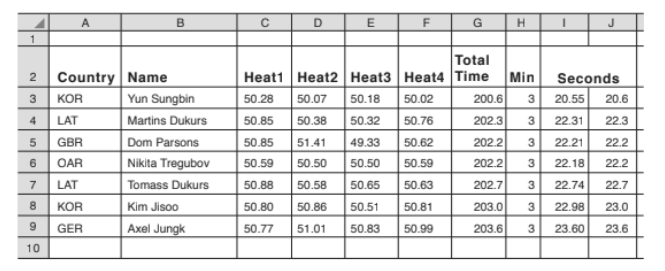 A B C D E F G H I J
1
2 Country Name Heat1 Heat2 Heat3 Heat4 Total Time Min Seconds
3 KOR Yun Sungbin 50.28 50.07 50.18 50.02 200.6 3 20.55 20.6
4 LAT Martins Dukurs 50.85 50.38 50.32 50.76 202.3 3 22.31 22.3
5 GBR Dom Parsons 50.85 51.41 49.33 50.62 202.2 3 22.21 22.2
6 OAR Nikita Tregubov 50.59 50.50 50.50 50.59 202.2 3 22.18 22.2
7 LAT Tomass Dukurs 50.88 50.58 50.65 50.63 202.7 3 22.74 22.7
8 KOR Kim Jisoo 50.80 50.86 50.51 50.81 203.0 3 22.98 23.0
9 GER Axel Jungk 50.77 51.01 50.83 50.99 203.6 3 23.60 23.6
10